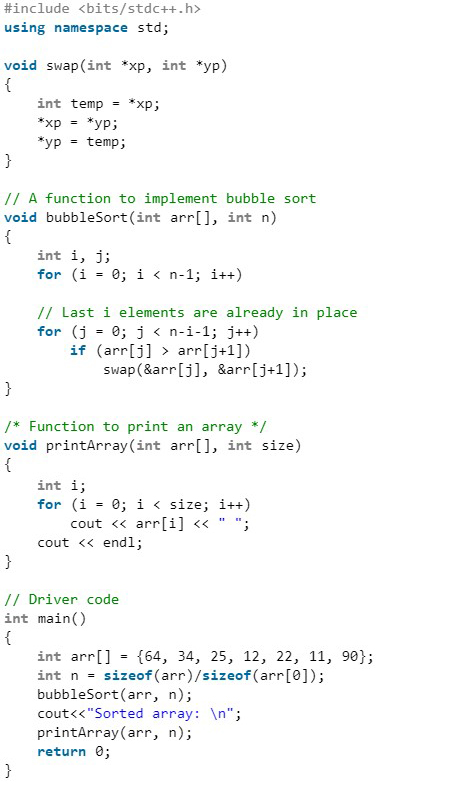 #include <bits/stdc++.h>
using namespace std;

void swap(int *xp, int *yp)
{
    int temp = *xp;
    *xp = *yp;
    *yp = temp;
}

// A function to implement bubble sort
void bubbleSort(int arr[], int n)
{
    int i, j;
    for (i = 0; i < n-1; i++)

    // Last i elements are already in place
    for (j = 0; j < n-i-1; j++)
        if (arr[j] > arr[j+1])
            swap(&arr[j], &arr[j+1]);
}

/* Function to print an array */
void printArray(int arr[], int size)
{
    int i;
    for (i = 0; i < size; i++)
        cout << arr[i] << " ";
    cout << endl;
}

// Driver code
int main()
{
    int arr[] = {64, 34, 25, 12, 22, 11, 90};
    int n = sizeof(arr)/sizeof(arr[0]);
    bubbleSort(arr, n);
    cout<<"Sorted array: \n";
    printArray(arr, n);
    return 0;
}